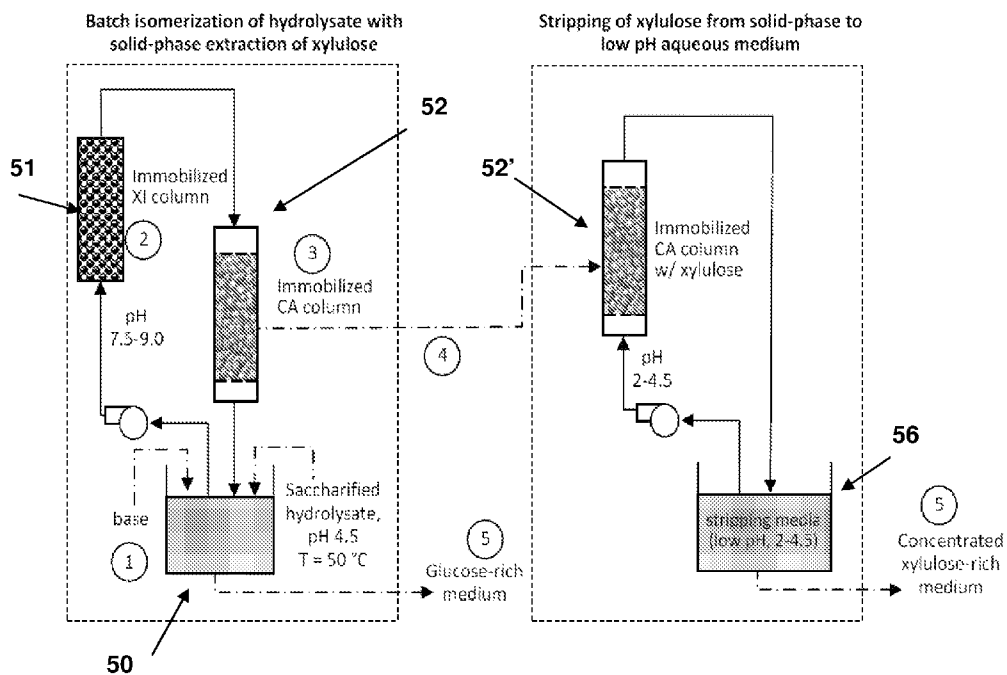 Batch isomerization of hydrolysate with
solid-phase extraction of xylulose
Stripping of xylulose from solid-phase to
low pH aqueous medium
51
Immobilized
XI column
2
52
3
Immobilized
CA column
pH
7.5-9.0
4
base
1
Saccharified
hydrolysate,
pH 4.5
T = 50 °C
5
Glucose-rich
medium
50
52'
Immobilized
CA column
w/ xylulose
pH
2-4.5
56
stripping media
(low pH, 2-4.5)
5
Concentrated
xylulose-rich
medium